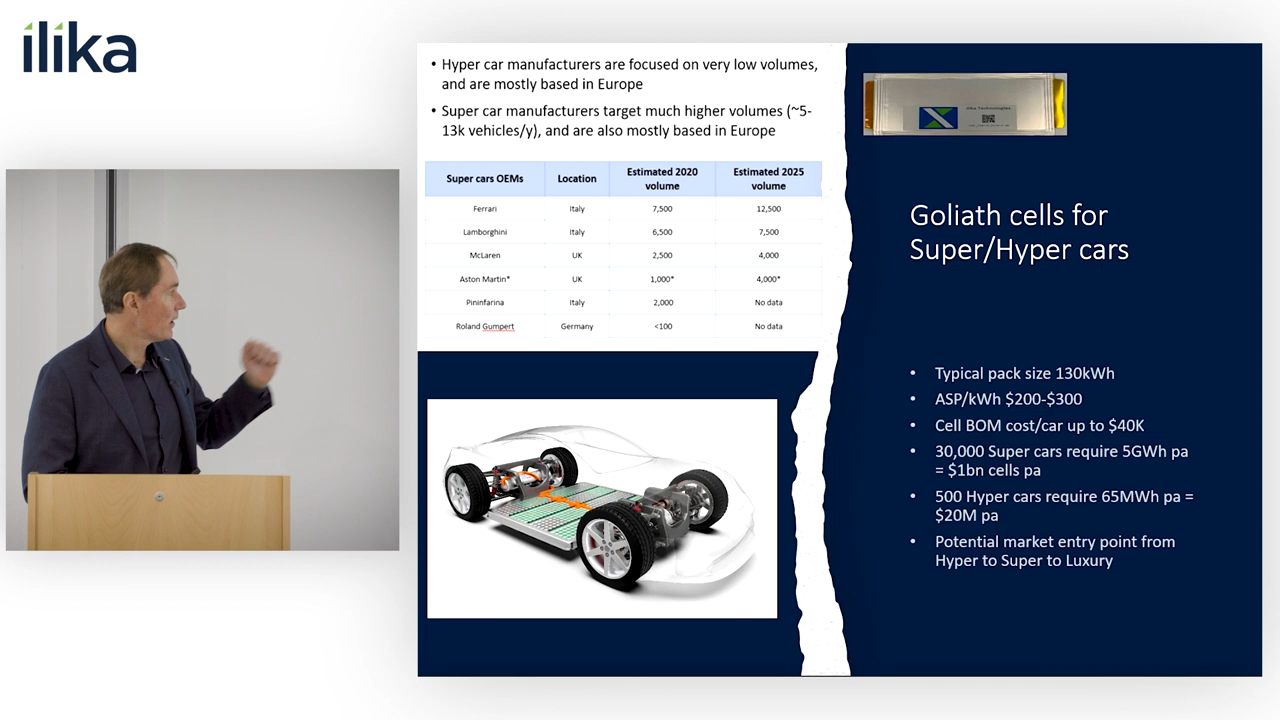 ilika
• Hyper car manufacturers are focused on very low volumes,
and are mostly based in Europe
• Super car manufacturers target much higher volumes (~5-
13k vehicles/y), and are also mostly based in Europe
Super cars OEMs Location Estimated 2020 volume Estimated 2025 volume
Ferrari Italy 7,500 12,500
Lamborghini Italy 6,500 7,500
McLaren UK 2,500 4,000
Aston Martin* UK 1,000* 4,000*
Pininfarina Italy 2,000 No data
Roland Gumpert Germany <100 No data
Ilika Technologies
Goliath cells for
Super/Hyper cars
• Typical pack size 130kWh
• ASP/kWh $200-$300
• Cell BOM cost/car up to $40K
• 30,000 Super cars require 5GWh pa
= $1bn cells pa
• 500 Hyper cars require 65MWh pa =
$20M pa
• Potential market entry point from
Hyper to Super to Luxury